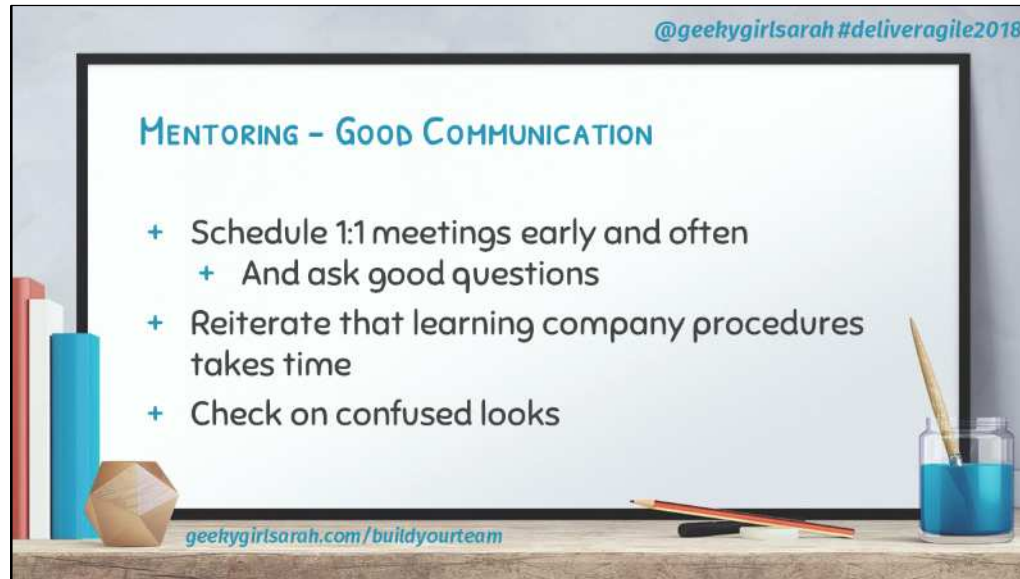 @geekygirlsarah #deliveragile2018
Mentoring - Good Communication
+ Schedule 1:1 meetings early and often
+ And ask good questions
+ Reiterate that learning company procedures
takes time
+ Check on confused looks
geekygirlsarah.com/buildyourteam